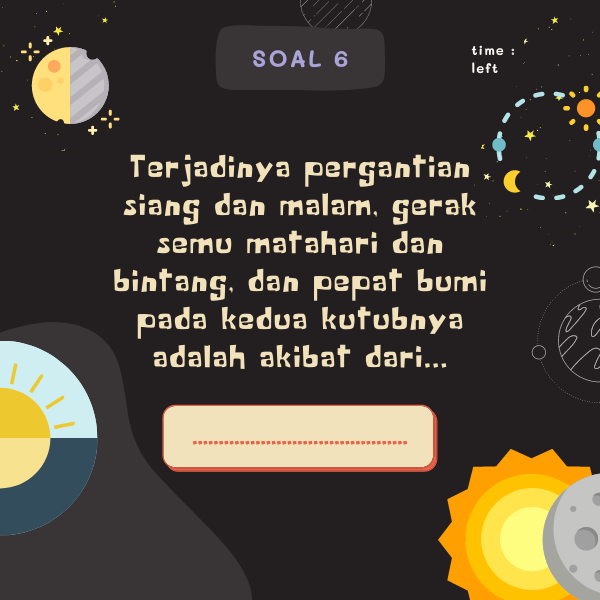 SOAL 6
time :
left
Terjadinya pergantian
siang dan malam, gerak
semu matahari dan
bintang, dan pepat bumi
pada kedua kutubnya
adalah akibat dari...